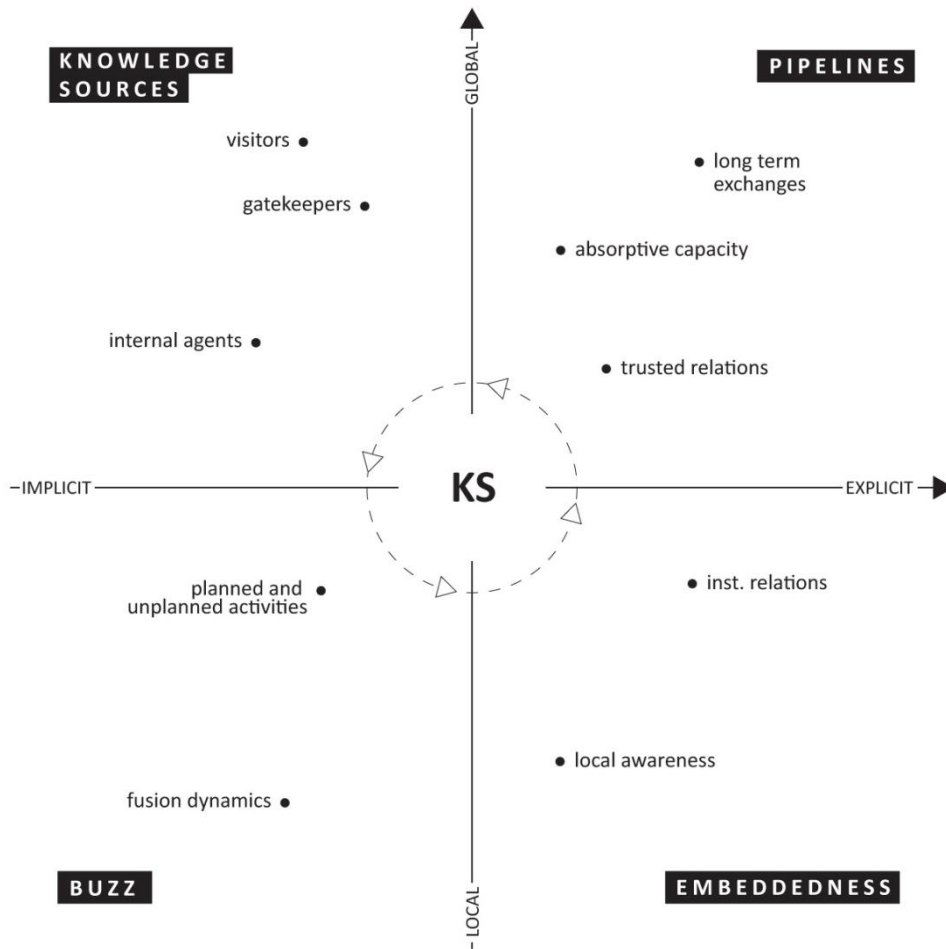 KNOWLEDGE
SOURCES
GLOBAL
PIPELINES
visitors
long term
exchanges
gatekeepers
absorptive capacity
internal agents
trusted relations
IMPLICIT
KS
EXPLICIT
planned and
unplanned activities
inst. relations
local awareness
fusion dynamics
BUZZ
LOCAL
EMBEDDEDNESS